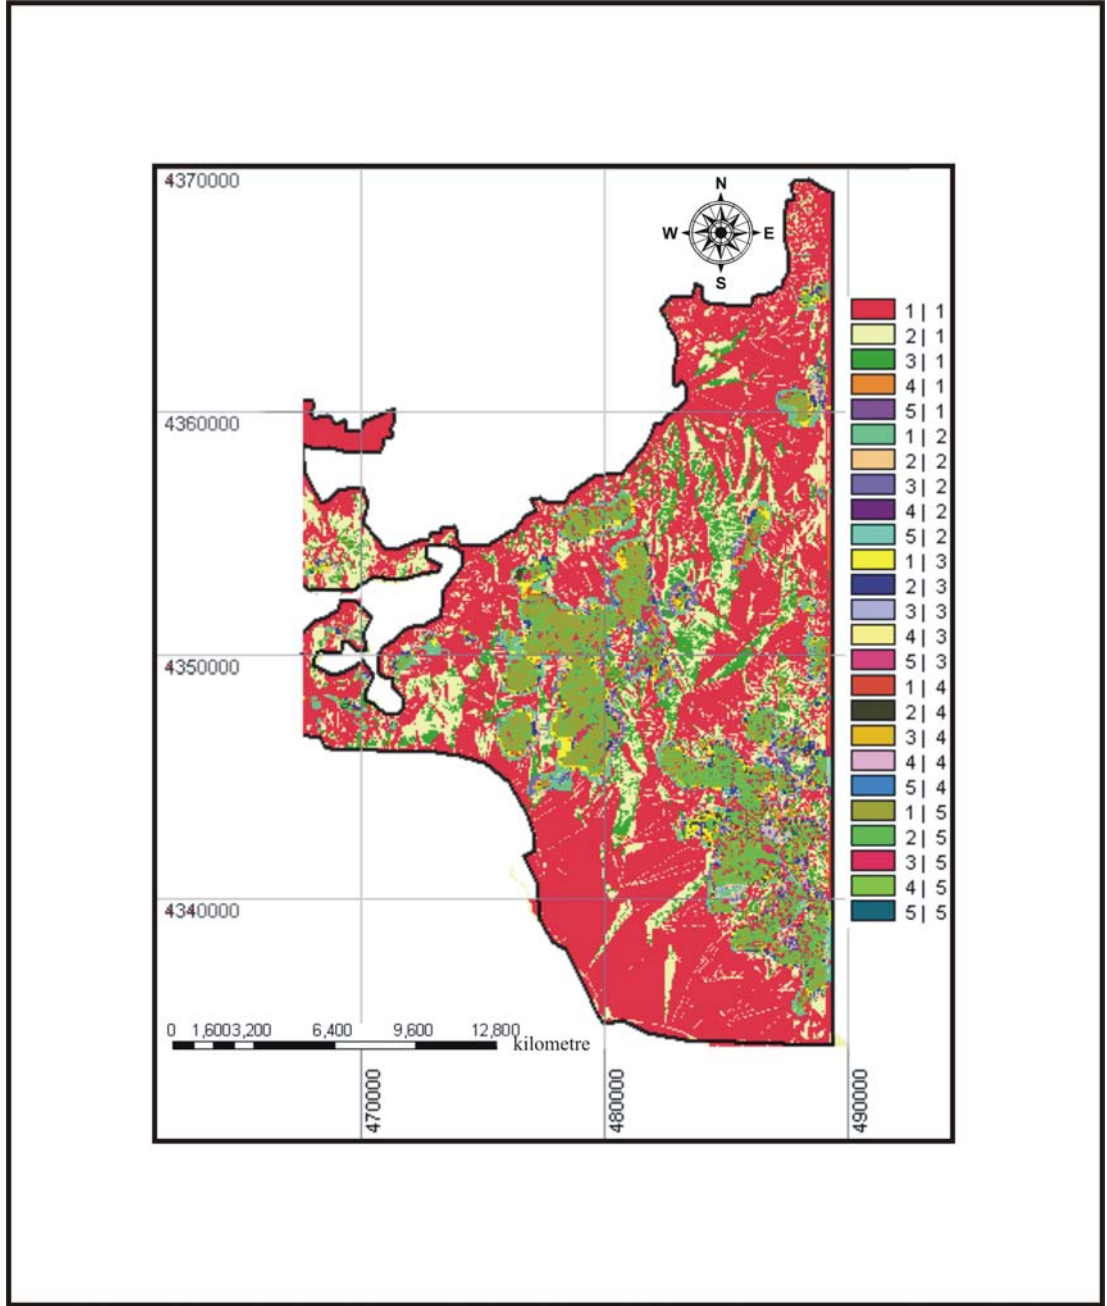 4370000
N
W E
S
1 | 1
2 | 1
3 | 1
4 | 1
5 | 1
1 | 2
2 | 2
3 | 2
4 | 2
5 | 2
1 | 3
2 | 3
3 | 3
4 | 3
5 | 3
1 | 4
2 | 4
3 | 4
4 | 4
5 | 4
1 | 5
2 | 5
3 | 5
4 | 5
5 | 5
4360000
4350000
4340000
0 1,6003,200 6,400 9,600 12,800
kilometre
470000
480000
490000